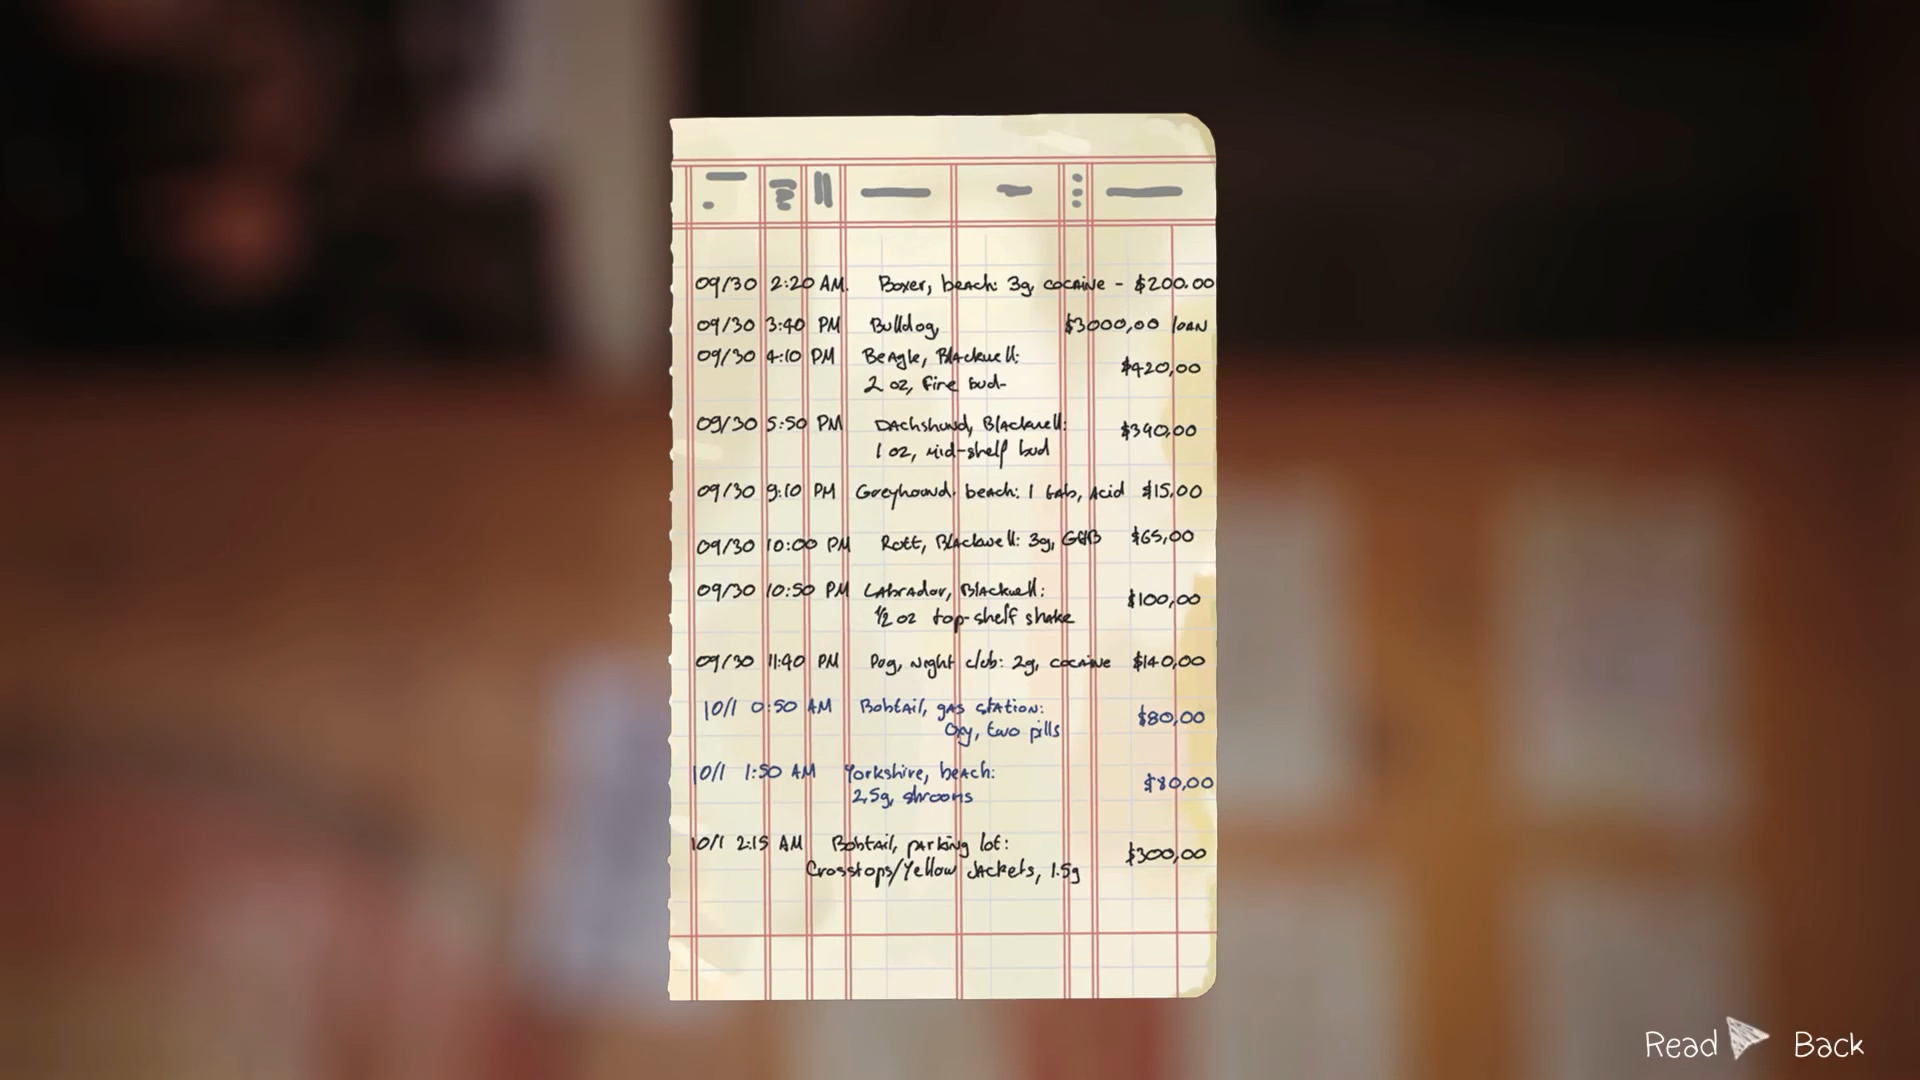 09/30 2:20 AM. Boxer, beach: 3g, cocaine - $200.00
09/30 3:40 PM Bulldog, $3000,00 loan
09/30 4:10 PM Beagle, Blackwell: $420,00
2 oz, fire bud-
09/30 5:50 PM Dachshund, Blackwell: $340,00
1 oz, mid-shelf bud
09/30 9:10 PM Greyhound, beach: 1 tab, Acid $15,00
09/30 10:00 PM Rott, Blackwell: 3g, GHB $65,00
09/30 10:50 PM Labrador, Blackwell: $100,00
1/2 oz top-shelf shake
09/30 11:40 PM Pog, night club: 2g, cocaine $140,00
10/1 0:50 AM Bobtail, gas station: $80,00
Oxy, two pills
10/1 1:50 AM Yorkshire, beach: $80,00
2,5g, shrooms
10/1 2:15 AM Bobtail, parking lot: $300,00
Crosstops/Yellow Jackets, 1.5g
Read Back